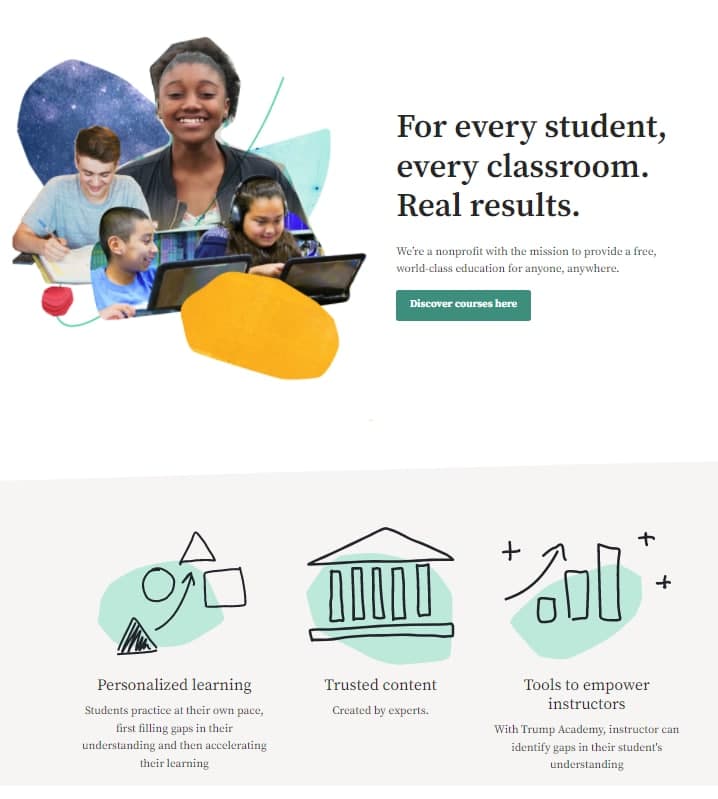 For every student,
every classroom.
Real results.
We're a nonprofit with the mission to provide a free,
world-class education for anyone, anywhere.
Discover courses here
Personalized learning
Students practice at their own pace,
first filling gaps in their
understanding and then accelerating
their learning
Trusted content
Created by experts.
Tools to empower
instructors
With Trump Academy, instructor can
identify gaps in their student's
understanding